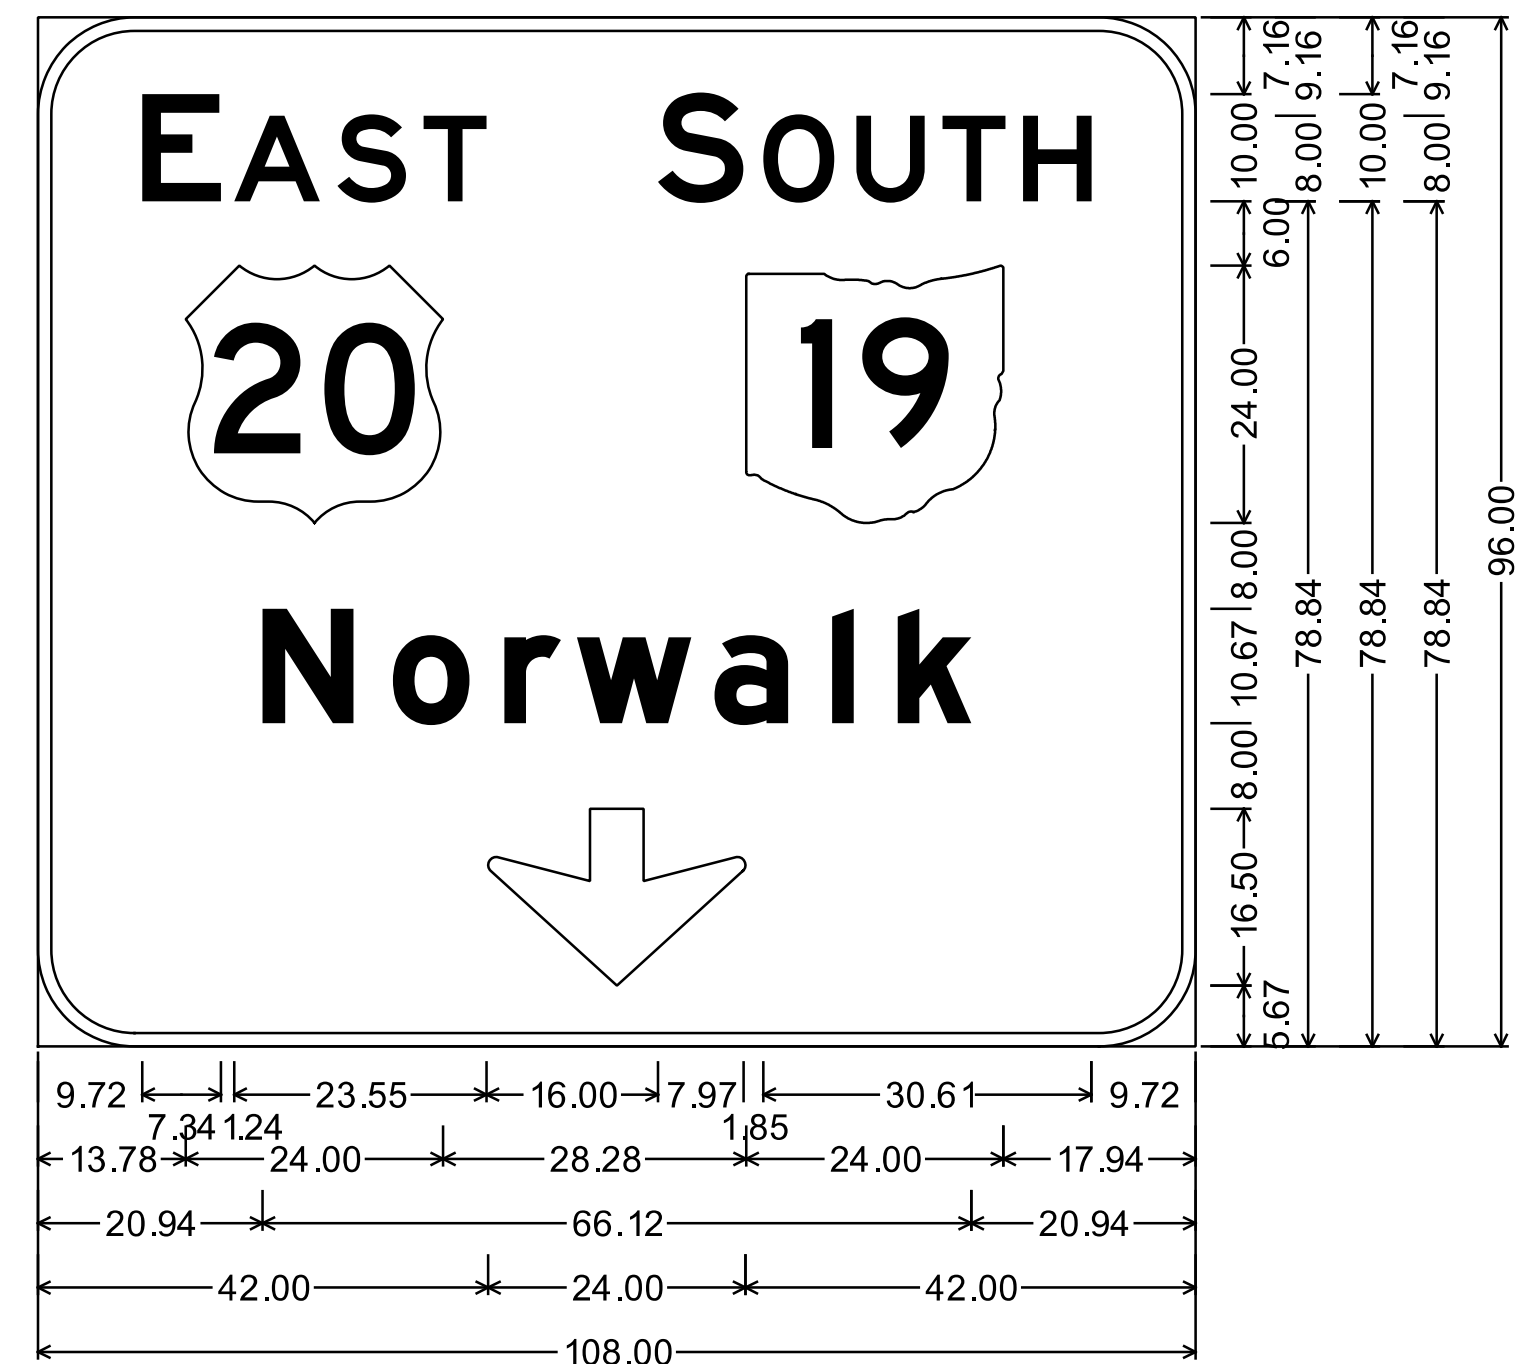 EAST SOUTH
20 19
Norwalk
7.16 9.16 7.16 9.16
10.00 8.00 10.00 8.00
6.00
24.00
8.00
10.67
8.00
16.50
5.67
78.84 78.84 78.84
96.00
9.72 23.55 16.00 7.97 30.61 9.72
7.34 1.24 1.85
13.78 24.00 28.28 24.00 17.94
20.94 66.12 20.94
42.00 24.00 42.00
108.00